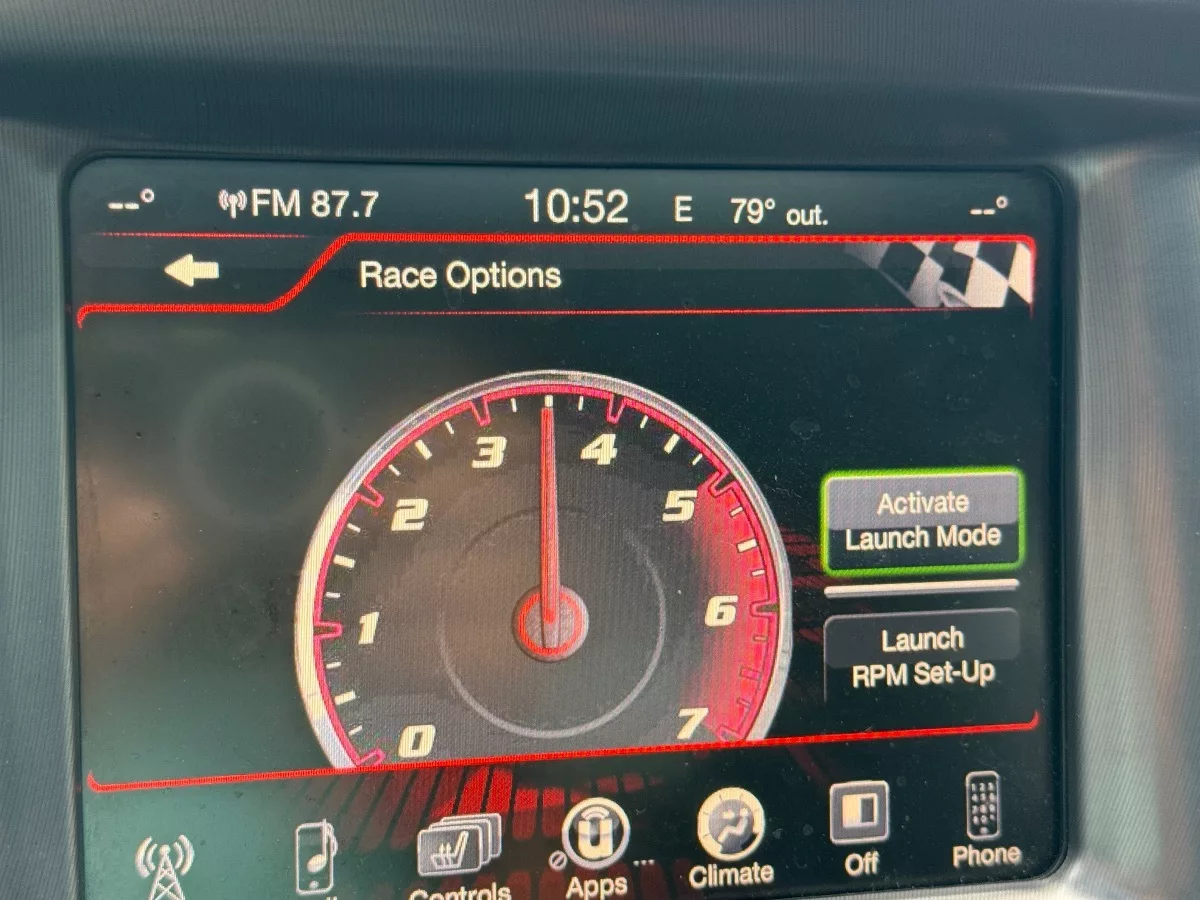 --° FM 87.7 10:52 E 79° out. --°
Race Options
3 4
2 5
1 6
0 7
Activate
Launch Mode
Launch
RPM Set-Up
Controls Apps ... Climate Off Phone